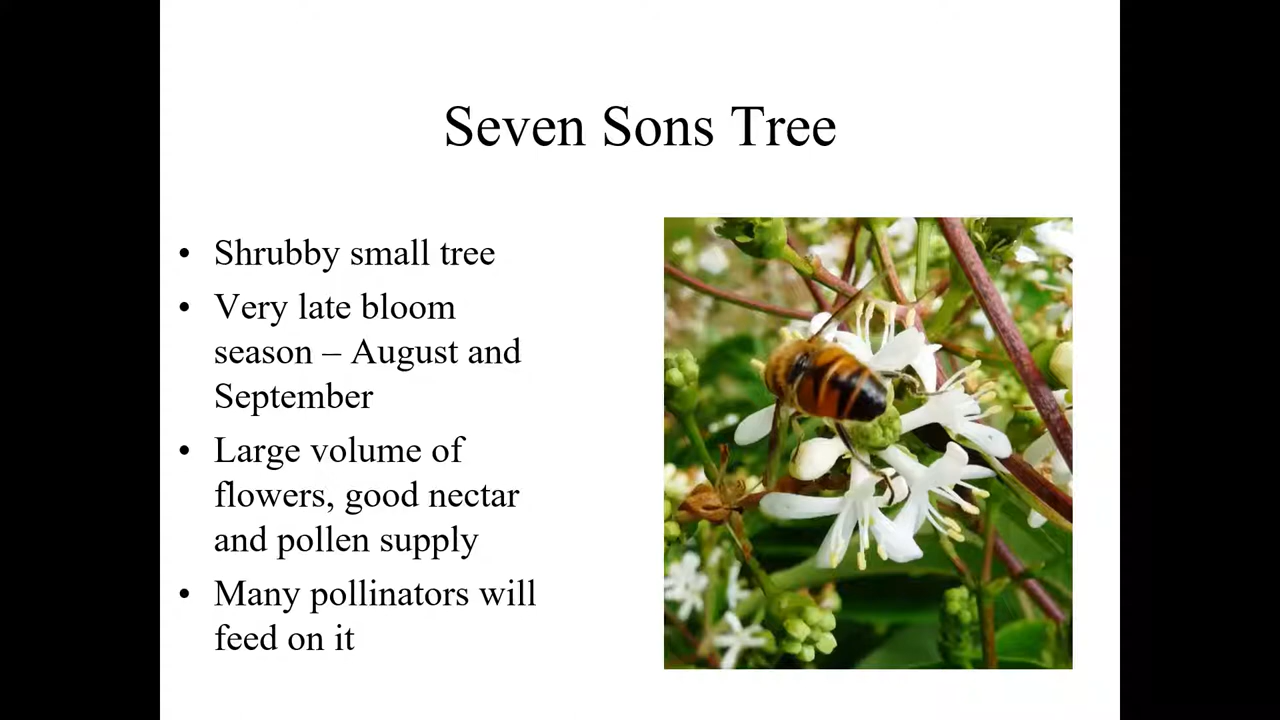 Seven Sons Tree
• Shrubby small tree
• Very late bloom
season – August and
September
• Large volume of
flowers, good nectar
and pollen supply
• Many pollinators will
feed on it